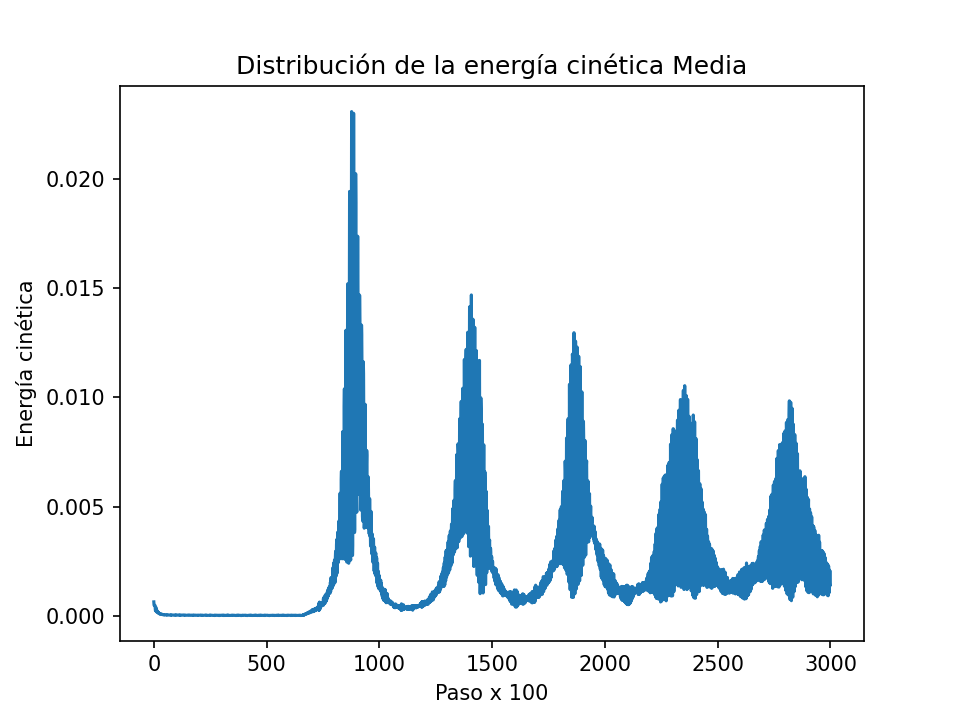 Distribución de la energía cinética Media
Energía cinética
0.020
0.015
0.010
0.005
0.000
0 500 1000 1500 2000 2500 3000
Paso x 100